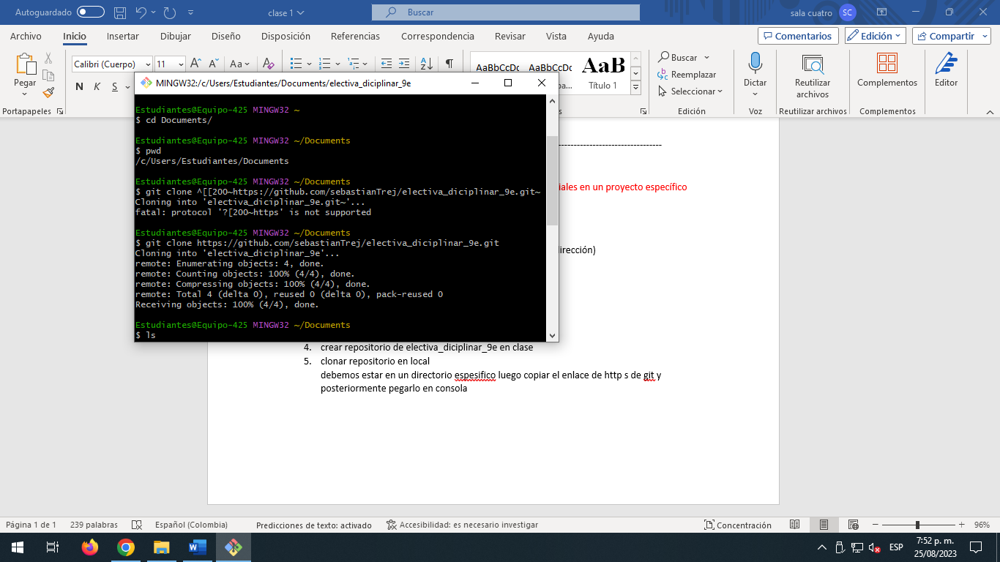 Autoguardado
clase 1
Buscar
sala cuatro
SC
Archivo
Inicio
Insertar
Dibujar
Diseño
Disposición
Referencias
Correspondencia
Revisar
Vista
Ayuda
Comentarios
Edición
Compartir
Pegar
Portapapeles
Calibri (Cuerpo)
11
N K S
AaBbCcDc
AaBbCcDc
AaB
Título 1
Buscar
Reemplazar
Seleccionar
Edición
Dictar
Voz
Reutilizar
archivos
Reutilizar archivos
Complementos
Complementos
Editor
MINGW32:/c/Users/Estudiantes/Documents/electiva_diciplinar_9e
Estudiantes@Equipo-425 MINGW32 ~
$ cd Documents/
Estudiantes@Equipo-425 MINGW32 ~/Documents
$ pwd
/c/Users/Estudiantes/Documents
Estudiantes@Equipo-425 MINGW32 ~/Documents
$ git clone ^[[200~https://github.com/sebastianTrej/electiva_diciplinar_9e.git~
Cloning into 'electiva_diciplinar_9e.git~'...
fatal: protocol '?[200~https' is not supported
Estudiantes@Equipo-425 MINGW32 ~/Documents
$ git clone https://github.com/sebastianTrej/electiva_diciplinar_9e.git
Cloning into 'electiva_diciplinar_9e'...
remote: Enumerating objects: 4, done.
remote: Counting objects: 100% (4/4), done.
remote: Compressing objects: 100% (4/4), done.
remote: Total 4 (delta 0), reused 0 (delta 0), pack-reused 0
Receiving objects: 100% (4/4), done.
Estudiantes@Equipo-425 MINGW32 ~/Documents
$ ls
iales en un proyecto específico
irección)
4. crear repositorio de electiva_diciplinar_9e en clase
5. clonar repositorio en local
debemos estar en un directorio espesifico luego copiar el enlace de http s de git y
posteriormente pegarlo en consola
Página 1 de 1
239 palabras
Español (Colombia)
Predicciones de texto: activado
Accesibilidad: es necesario investigar
Concentración
96%
ESP
7:52 p. m.
25/08/2023